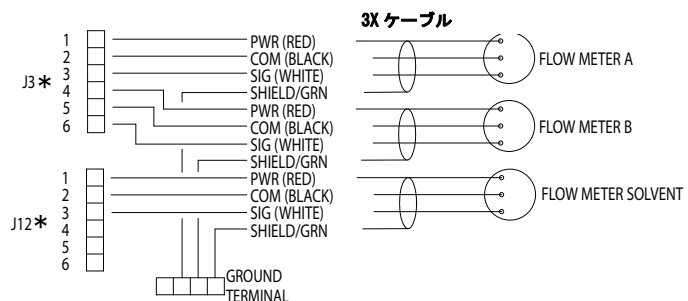 3X ケーブル
J3*
1
2
3
4
5
6
PWR (RED)
COM (BLACK)
SIG (WHITE)
SHIELD/GRN
PWR (RED)
COM (BLACK)
SIG (WHITE)
SHIELD/GRN
PWR (RED)
COM (BLACK)
SIG (WHITE)
SHIELD/GRN
FLOW METER A
FLOW METER B
FLOW METER SOLVENT
J12*
1
2
3
4
5
6
GROUND
TERMINAL